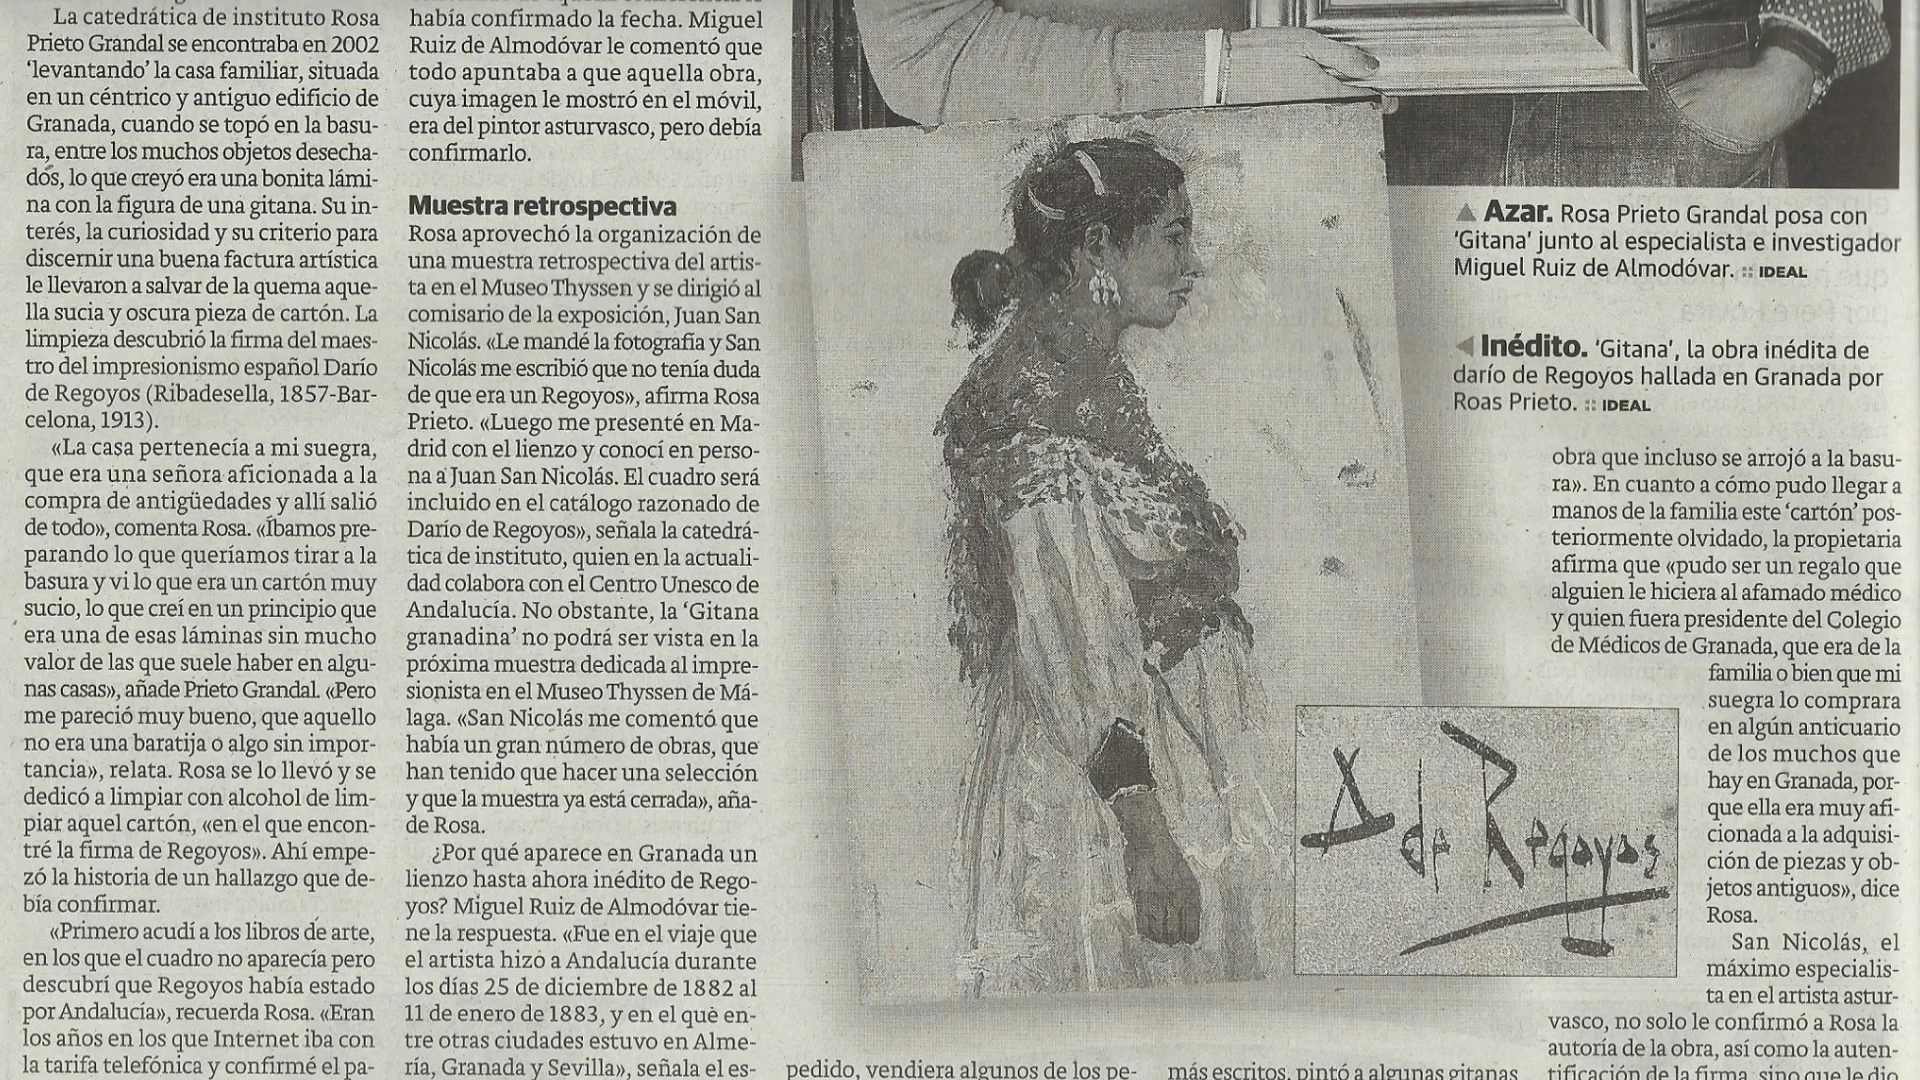 La catedrática de instituto Rosa
Prieto Grandal se encontraba en 2002
‘levantando’ la casa familiar, situada
en un céntrico y antiguo edificio de
Granada, cuando se topó en la basu-
ra, entre los muchos objetos desecha-
dos, lo que creyó era una bonita lámi-
na con la figura de una gitana. Su in-
terés, la curiosidad y su criterio para
discernir una buena factura artística
le llevaron a salvar de la quema aque-
lla sucia y oscura pieza de cartón. La
limpieza descubrió la firma del maes-
tro del impresionismo español Darío
de Regoyos (Ribadesella, 1857-Bar-
celona, 1913).
«La casa pertenecía a mi suegra,
que era una señora aficionada a la
compra de antigüedades y allí salió
de todo», comenta Rosa. «Íbamos pre-
parando lo que queríamos tirar a la
basura y vi lo que era un cartón muy
sucio, lo que creí en un principio que
era una de esas láminas sin mucho
valor de las que suele haber en algu-
nas casas», añade Prieto Grandal. «Pero
me pareció muy bueno, que aquello
no era una baratija o algo sin impor-
tancia», relata. Rosa se lo llevó y se
dedicó a limpiar con alcohol de lim-
piar aquel cartón, «en el que encon-
tré la firma de Regoyos». Ahí empe-
zó la historia de un hallazgo que de-
bía confirmar.
«Primero acudí a los libros de arte,
en los que el cuadro no aparecía pero
descubrí que Regoyos había estado
por Andalucía», recuerda Rosa. «Eran
los años en los que Internet iba con
la tarifa telefónica y confirmé el pa-
había confirmado la fecha. Miguel
Ruiz de Almodóvar le comentó que
todo apuntaba a que aquella obra,
cuya imagen le mostró en el móvil,
era del pintor asturvasco, pero debía
confirmarlo.
Muestra retrospectiva
Rosa aprovechó la organización de
una muestra retrospectiva del artis-
ta en el Museo Thyssen y se dirigió al
comisario de la exposición, Juan San
Nicolás. «Le mandé la fotografía y San
Nicolás me escribió que no tenía duda
de que era un Regoyos», afirma Rosa
Prieto. «Luego me presenté en Ma-
drid con el lienzo y conocí en perso-
na a Juan San Nicolás. El cuadro será
incluido en el catálogo razonado de
Darío de Regoyos», señala la catedrá-
tica de instituto, quien en la actuali-
dad colabora con el Centro Unesco de
Andalucía. No obstante, la ‘Gitana
granadina’ no podrá ser vista en la
próxima muestra dedicada al impre-
sionista en el Museo Thyssen de Má-
laga. «San Nicolás me comentó que
había un gran número de obras, que
han tenido que hacer una selección
y que la muestra ya está cerrada», aña-
de Rosa.
¿Por qué aparece en Granada un
lienzo hasta ahora inédito de Rego-
yos? Miguel Ruiz de Almodóvar tie-
ne la respuesta. «Fue en el viaje que
el artista hizo a Andalucía durante
los días 25 de diciembre de 1882 al
11 de enero de 1883, y en el que en-
tre otras ciudades estuvo en Alme-
ría, Granada y Sevilla», señala el es-
pedido, vendiera algunos de los pe-
más escritos, pintó a algunas gitanas
Azar. Rosa Prieto Grandal posa con
‘Gitana’ junto al especialista e investigador
Miguel Ruiz de Almodóvar. :: IDEAL
Inédito. ‘Gitana’, la obra inédita de
darío de Regoyos hallada en Granada por
Roas Prieto. :: IDEAL
D de Regoyos
obra que incluso se arrojó a la basu-
ra». En cuanto a cómo pudo llegar a
manos de la familia este ‘cartón’ pos-
teriormente olvidado, la propietaria
afirma que «pudo ser un regalo que
alguien le hiciera al afamado médico
y quien fuera presidente del Colegio
de Médicos de Granada, que era de la
familia o bien que mi
suegra lo comprara
en algún anticuario
de los muchos que
hay en Granada, por-
que ella era muy afi-
cionada a la adquisi-
ción de piezas y ob-
jetos antiguos», dice
Rosa.
San Nicolás, el
máximo especialis-
ta en el artista astur-
vasco, no solo le confirmó a Rosa la
autoría de la obra, así como la auten-
tificación de la firma, sino que le dio